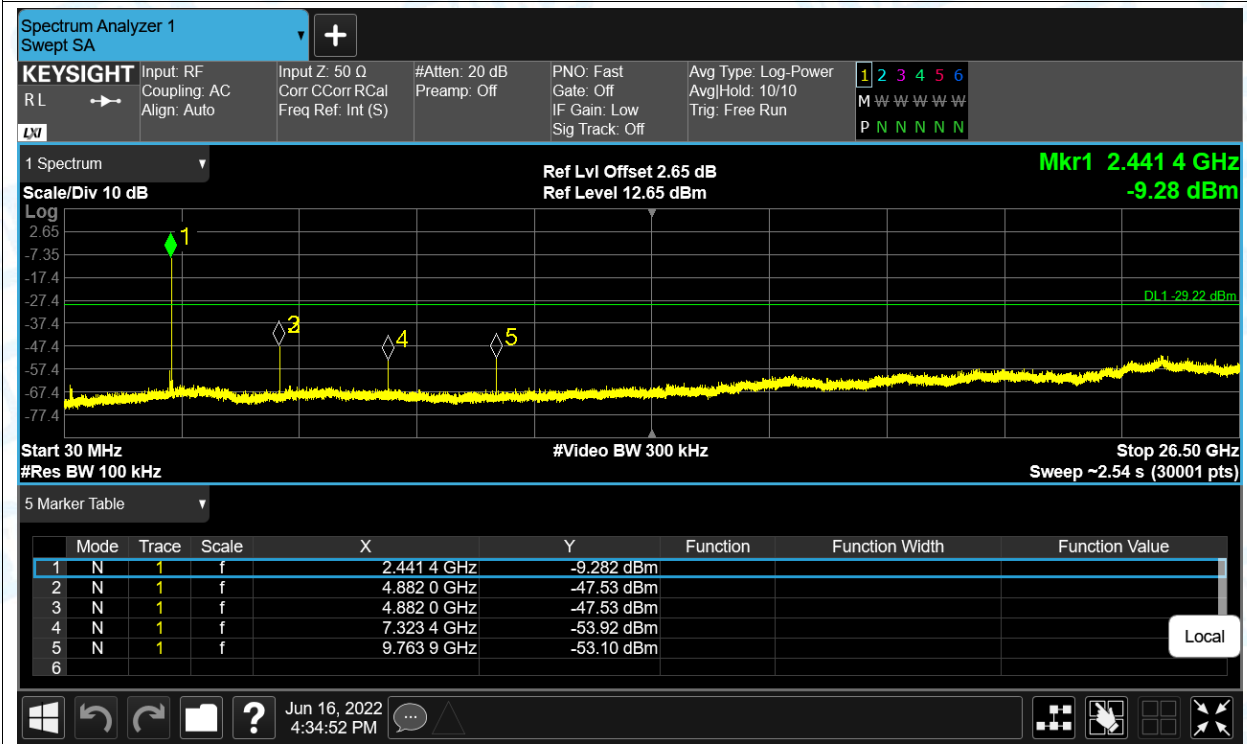 Spectrum Analyzer 1
Swept SA
KEYSIGHT
R L
LXI
Input: RF
Coupling: AC
Align: Auto
Input Z: 50 Ω
Corr CCorr RCal
Freq Ref: Int (S)
#Atten: 20 dB
Preamp: Off
PNO: Fast
Gate: Off
IF Gain: Low
Sig Track: Off
Avg Type: Log-Power
Avg|Hold: 10/10
Trig: Free Run
1 2 3 4 5 6
M W W W W W
P N N N N N
1 Spectrum
Ref Lvl Offset 2.65 dB
Mkr1 2.441 4 GHz
Scale/Div 10 dB
Ref Level 12.65 dBm
-9.28 dBm
Log
2.65
-7.35
-17.4
-27.4
-37.4
-47.4
-57.4
-67.4
-77.4
1
3
4
5
DL1 -29.22 dBm
Start 30 MHz
#Video BW 300 kHz
Stop 26.50 GHz
#Res BW 100 kHz
Sweep ~2.54 s (30001 pts)
5 Marker Table
Mode Trace Scale X Y Function Function Width Function Value
1 N 1 f 2.441 4 GHz -9.282 dBm
2 N 1 f 4.882 0 GHz -47.53 dBm
3 N 1 f 4.882 0 GHz -47.53 dBm
4 N 1 f 7.323 4 GHz -53.92 dBm
5 N 1 f 9.763 9 GHz -53.10 dBm
6
Local
?
Jun 16, 2022
4:34:52 PM